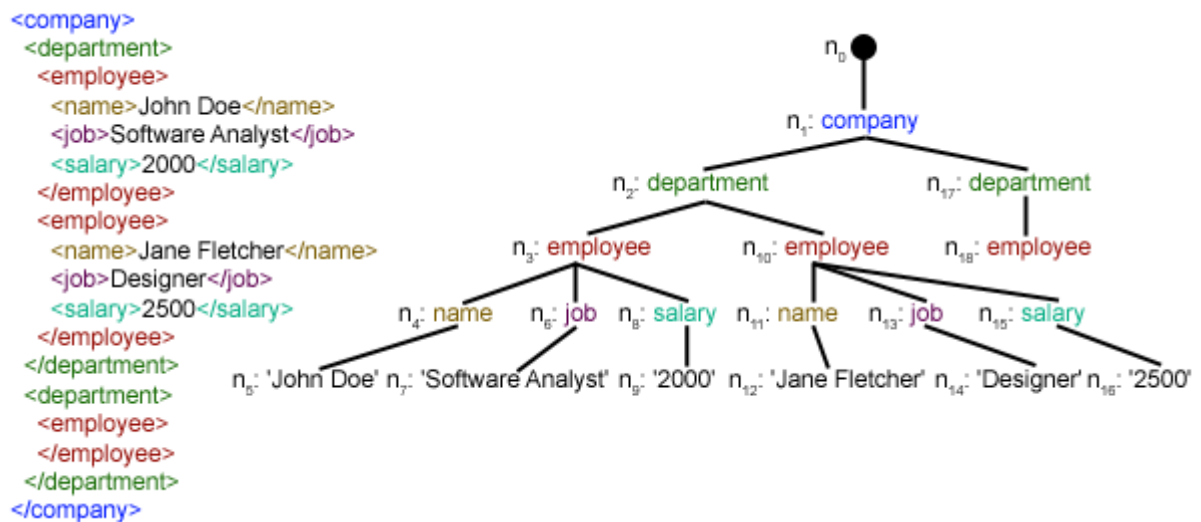 <company>
<department>
<employee>
<name>John Doe</name>
<job>Software Analyst</job>
<salary>2000</salary>
</employee>
<employee>
<name>Jane Fletcher</name>
<job>Designer</job>
<salary>2500</salary>
</employee>
</department>
<department>
<employee>
</employee>
</department>
</company>
n₀
n₁: company
n₂: department n₁₇: department
n₃: employee n₁₀: employee n₁₈: employee
n₄: name n₆: job n₈: salary n₁₁: name n₁₃: job n₁₅: salary
n₅: 'John Doe' n₇: 'Software Analyst' n₉: '2000' n₁₂: 'Jane Fletcher' n₁₄: 'Designer' n₁₆: '2500'